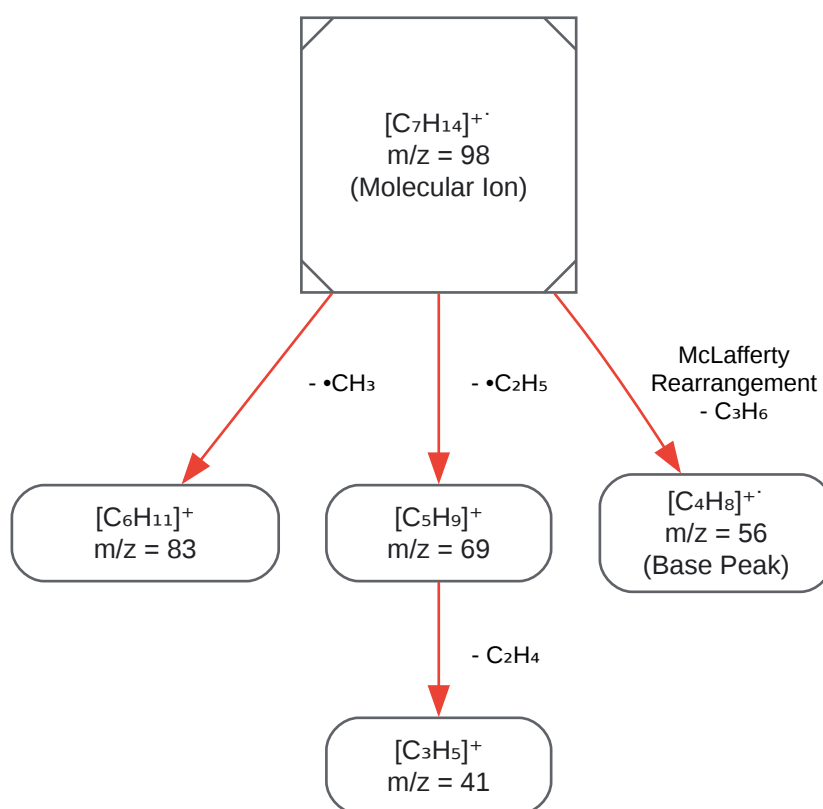 [C₇H₁₄]⁺˙
m/z = 98
(Molecular Ion)
- •CH₃
- •C₂H₅
McLafferty
Rearrangement
- C₃H₆
[C₆H₁₁]⁺
m/z = 83
[C₅H₉]⁺
m/z = 69
[C₄H₈]⁺˙
m/z = 56
(Base Peak)
- C₂H₄
[C₃H₅]⁺
m/z = 41